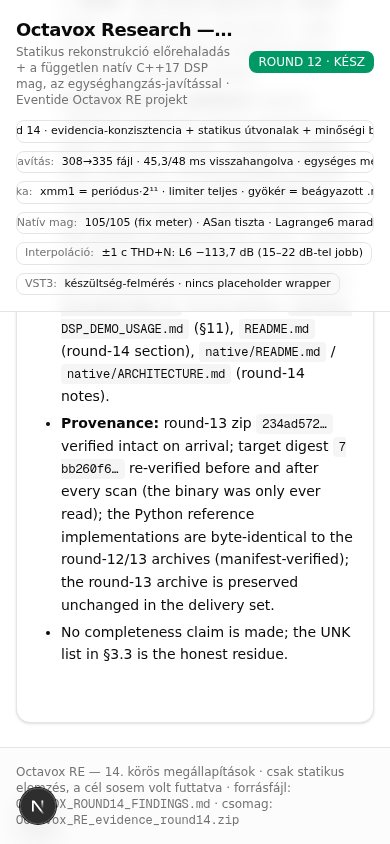 Octavox Research —...
Statikus rekonstrukció előrehaladás
+ a független natív C++17 DSP
mag, az egységhangzás-javítással ·
Eventide Octavox RE projekt
ROUND 12 · KÉSZ
d 14 · evidencia-konzisztencia + statikus útvonalak + minőségi b
avítás: 308→335 fájl · 45,3/48 ms visszahangolva · egységes me
ka: xmm1 = periódus·2¹¹ · limiter teljes · gyökér = beágyazott .r
Natív mag: 105/105 (fix meter) · ASan tiszta · Lagrange6 marad
Interpoláció: ±1 c THD+N: L6 −113,7 dB (15–22 dB-tel jobb)
VST3: készültség-felmérés · nincs placeholder wrapper
DSP_DEMO_USAGE.md (§11), README.md
(round-14 section), native/README.md /
native/ARCHITECTURE.md (round-14
notes).
• Provenance: round-13 zip 234ad572…
verified intact on arrival; target digest 7
bb260f6… re-verified before and after
every scan (the binary was only ever
read); the Python reference
implementations are byte-identical to the
round-12/13 archives (manifest-verified);
the round-13 archive is preserved
unchanged in the delivery set.
• No completeness claim is made; the UNK
list in §3.3 is the honest residue.
Octavox RE — 14. körös megállapítások · csak statikus
elemzés, a cél sosem volt futtatva · forrásfájl:
OX_ROUND14_FINDINGS.md · csomag:
Octavox_RE_evidence_round14.zip